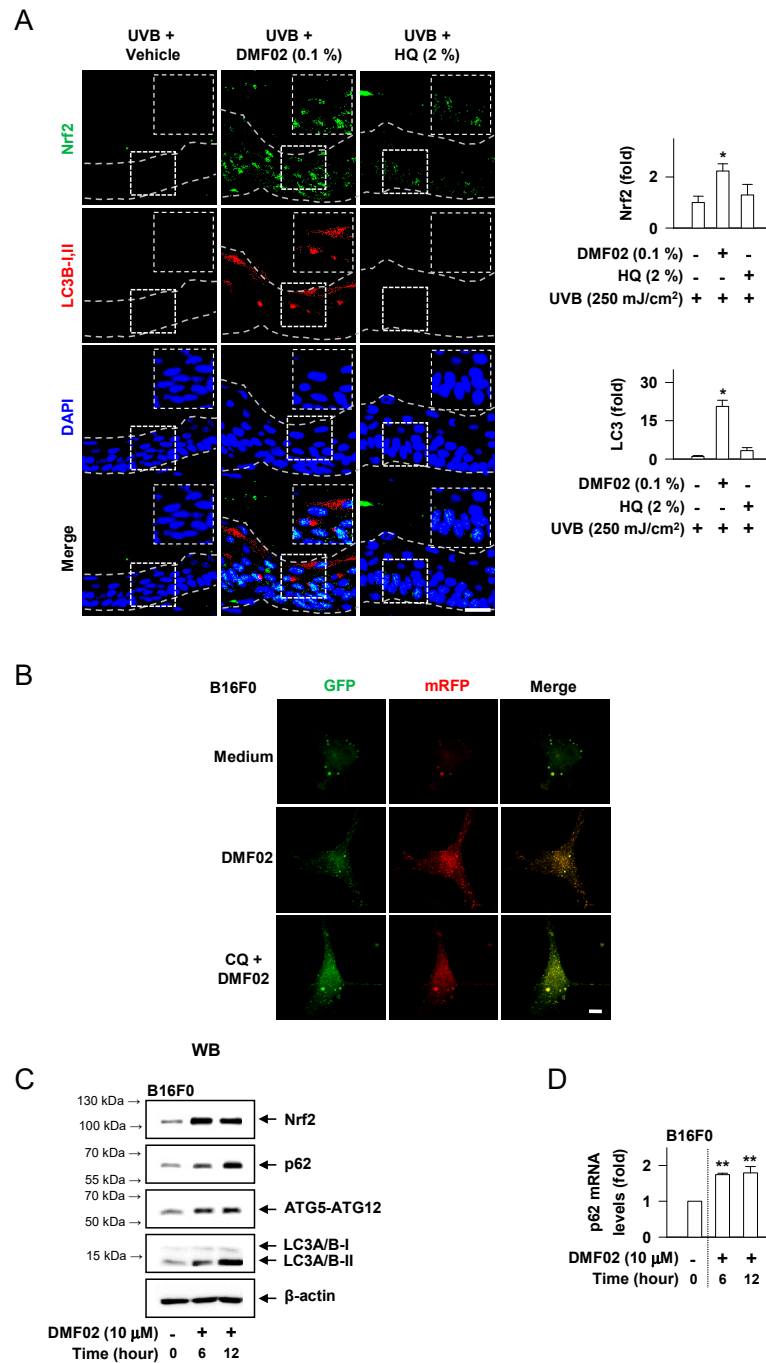 A
UVB +
Vehicle
UVB +
DMF02 (0.1 %)
UVB +
HQ (2 %)
Nrf2
LC3B-I,II
DAPI
Merge
Nrf2 (fold)
2
0
*
DMF02 (0.1 %) - + -
HQ (2 %) - - +
UVB (250 mJ/cm²) + + +
LC3 (fold)
30
15
0
*
DMF02 (0.1 %) - + -
HQ (2 %) - - +
UVB (250 mJ/cm²) + + +
B
B16F0 GFP mRFP Merge
Medium
DMF02
CQ +
DMF02
WB
C
B16F0
130 kDa →
100 kDa →
← Nrf2
70 kDa →
55 kDa →
← p62
70 kDa →
50 kDa →
← ATG5-ATG12
15 kDa →
← LC3A/B-I
← LC3A/B-II
← β-actin
DMF02 (10 μM) - + +
Time (hour) 0 6 12
D
B16F0
p62 mRNA
levels (fold)
2
1
0
** **
DMF02 (10 μM) - + +
Time (hour) 0 6 12